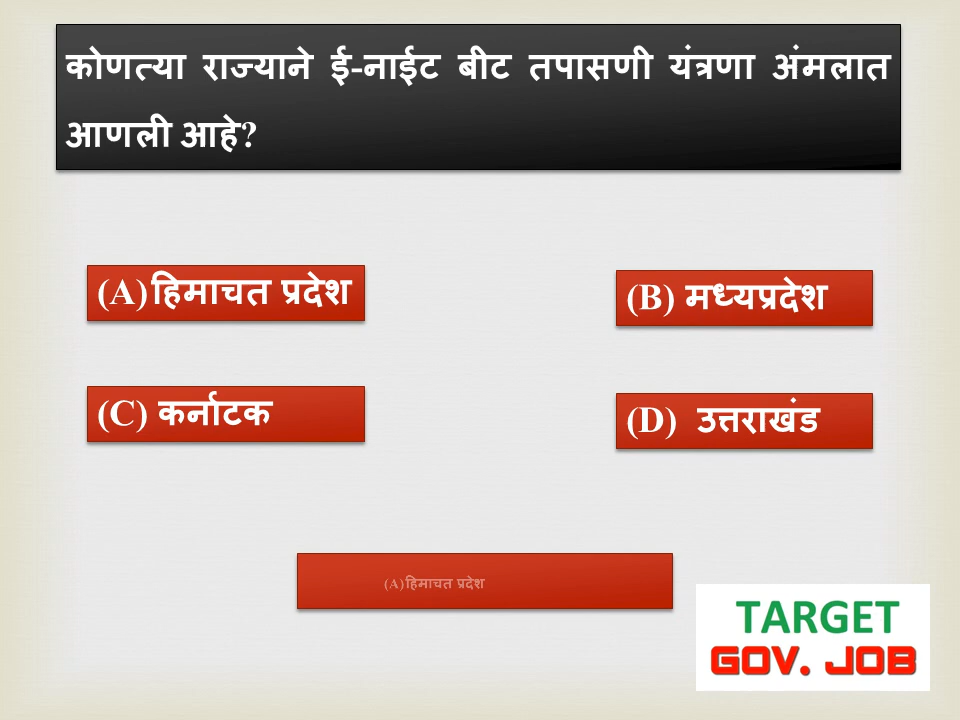 कोणत्या राज्याने ई-नाईट बीट तपासणी यंत्रणा अंमलात
आणली आहे?
(A) हिमाचत प्रदेश
(B) मध्यप्रदेश
(C) कर्नाटक
(D) उत्तराखंड
(A) हिमाचत प्रदेश
TARGET
GOV. JOB